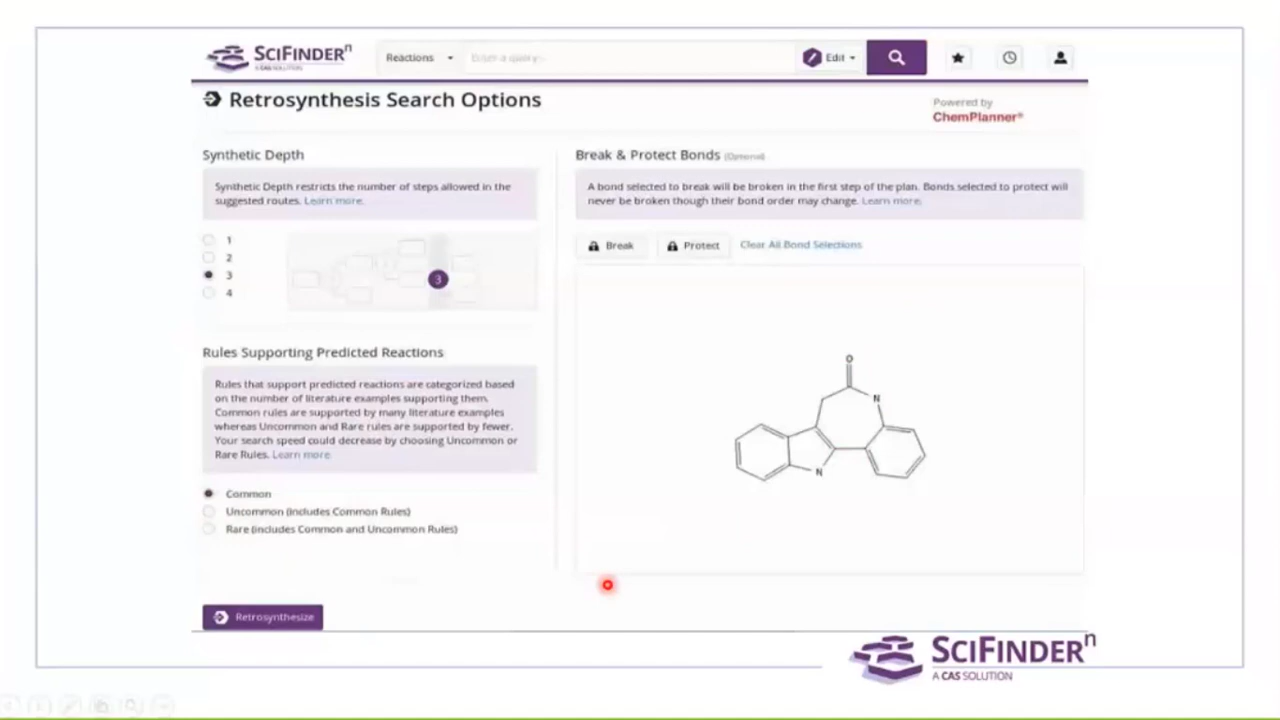 SCIFINDERⁿ
A CAS SOLUTION
Reactions
Enter a query...
Edit
Retrosynthesis Search Options
Powered by
ChemPlanner®
Synthetic Depth
Synthetic Depth restricts the number of steps allowed in the
suggested routes. Learn more.
1
2
3
4
3
Rules Supporting Predicted Reactions
Rules that support predicted reactions are categorized based
on the number of literature examples supporting them.
Common rules are supported by many literature examples
whereas Uncommon and Rare rules are supported by fewer.
Your search speed could decrease by choosing Uncommon or
Rare Rules. Learn more.
Common
Uncommon (Includes Common Rules)
Rare (Includes Common and Uncommon Rules)
Retrosynthesize
Break & Protect Bonds (Optional)
A bond selected to break will be broken in the first step of the plan. Bonds selected to protect will
never be broken though their bond order may change. Learn more.
Break
Protect
Clear All Bond Selections
O
N
N
SCIFINDERⁿ
A CAS SOLUTION